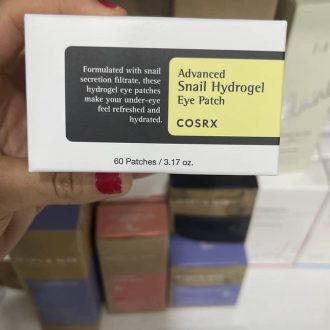 Formulated with snail
secretion filtrate, these
hydrogel eye patches
make your under-eye
feel refreshed and
hydrated.
Advanced
Snail Hydrogel
Eye Patch
COSRX
60 Patches / 3.17 oz.